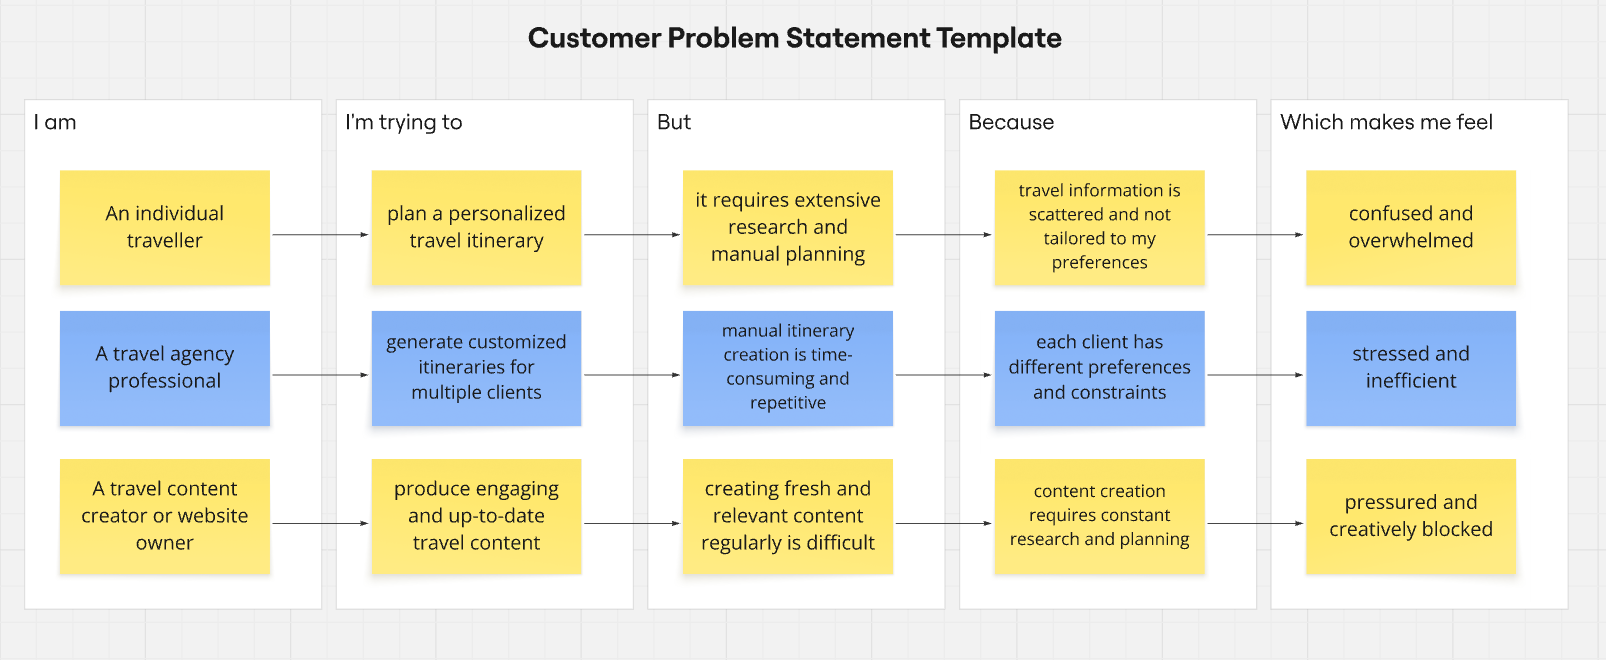 Customer Problem Statement Template
I am
I'm trying to
But
Because
Which makes me feel
An individual
traveller
plan a personalized
travel itinerary
it requires extensive
research and
manual planning
travel information is
scattered and not
tailored to my
preferences
confused and
overwhelmed
A travel agency
professional
generate customized
itineraries for
multiple clients
manual itinerary
creation is time-
consuming and
repetitive
each client has
different preferences
and constraints
stressed and
inefficient
A travel content
creator or website
owner
produce engaging
and up-to-date
travel content
creating fresh and
relevant content
regularly is difficult
content creation
requires constant
research and planning
pressured and
creatively blocked